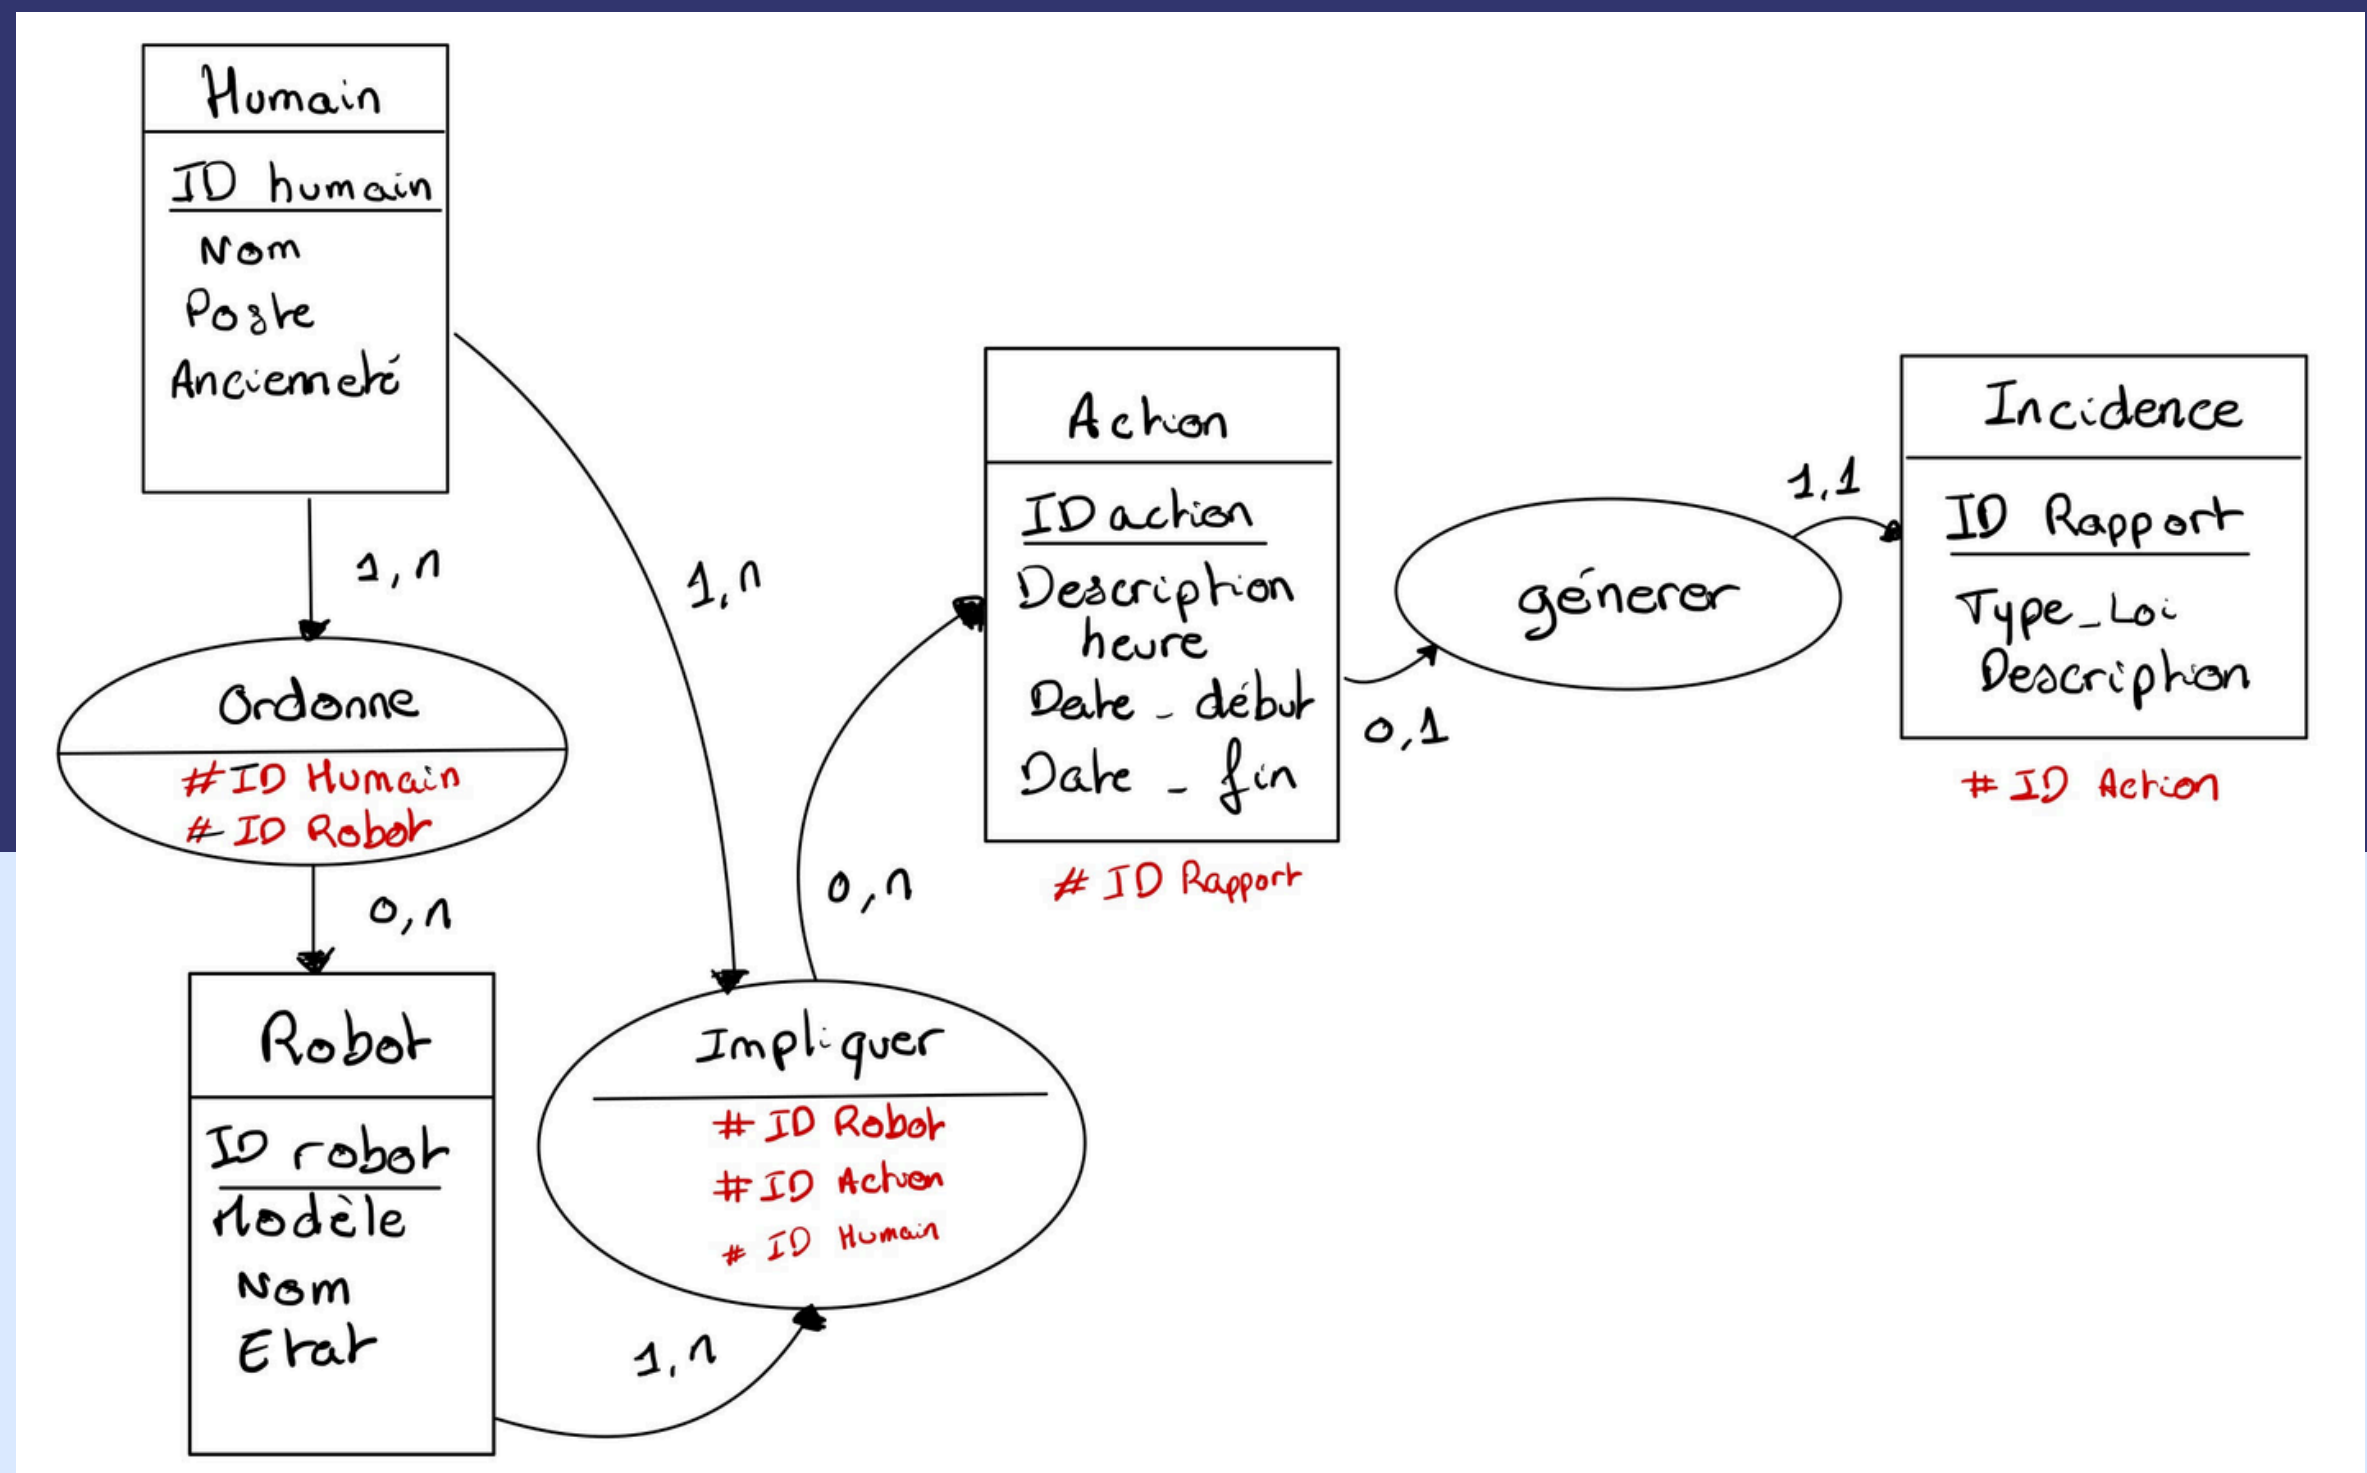 Humain
ID humain
Nom
Poste
Ancienneté
1,n
Ordonne
#ID Humain
# ID Robot
0,n
Robot
ID robot
Modèle
Nom
Etat
1,n
1,n
Impliquer
# ID Robot
# ID Action
# ID Humain
0,n
Action
ID action
Description
heure
Date_début
Date_fin
# ID Rapport
0,1
génerer
1,1
Incidence
ID Rapport
Type_Loi
Description
# ID Action